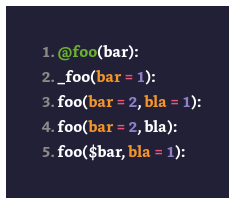 1. @foo(bar):
2. _foo(bar = 1):
3. foo(bar = 2, bla = 1):
4. foo(bar = 2, bla):
5. foo($bar, bla = 1):